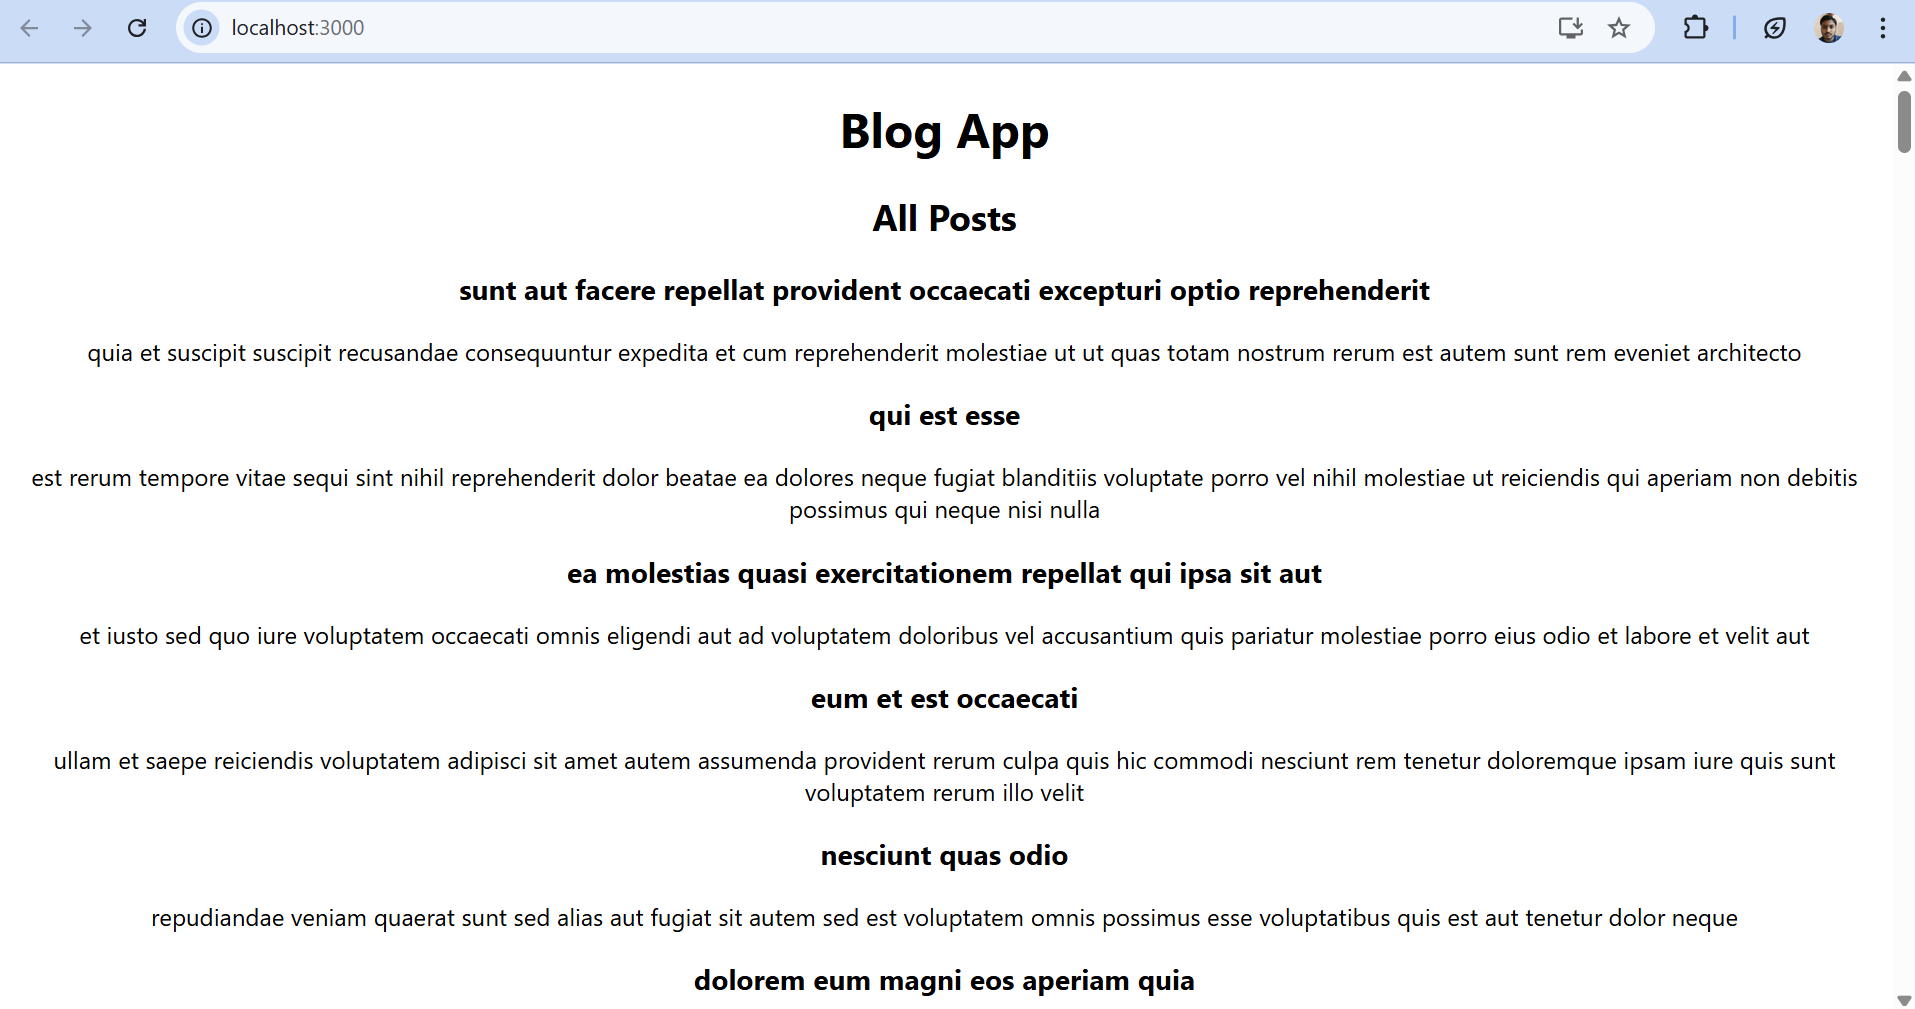 localhost:3000
Blog App
All Posts
sunt aut facere repellat provident occaecati excepturi optio reprehenderit
quia et suscipit suscipit recusandae consequuntur expedita et cum reprehenderit molestiae ut ut quas totam nostrum rerum est autem sunt rem eveniet architecto
qui est esse
est rerum tempore vitae sequi sint nihil reprehenderit dolor beatae ea dolores neque fugiat blanditiis voluptate porro vel nihil molestiae ut reiciendis qui aperiam non debitis
possimus qui neque nisi nulla
ea molestias quasi exercitationem repellat qui ipsa sit aut
et iusto sed quo iure voluptatem occaecati omnis eligendi aut ad voluptatem doloribus vel accusantium quis pariatur molestiae porro eius odio et labore et velit aut
eum et est occaecati
ullam et saepe reiciendis voluptatem adipisci sit amet autem assumenda provident rerum culpa quis hic commodi nesciunt rem tenetur doloremque ipsam iure quis sunt
voluptatem rerum illo velit
nesciunt quas odio
repudiandae veniam quaerat sunt sed alias aut fugiat sit autem sed est voluptatem omnis possimus esse voluptatibus quis est aut tenetur dolor neque
dolorem eum magni eos aperiam quia